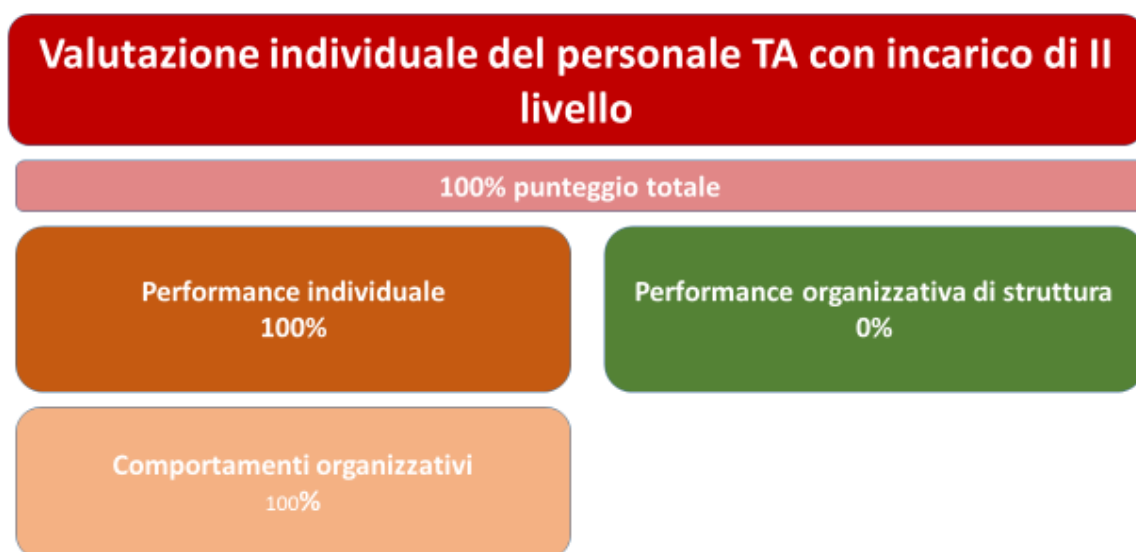 Valutazione individuale del personale TA con incarico di II
livello
100% punteggio totale
Performance individuale
100%
Performance organizzativa di struttura
0%
Comportamenti organizzativi
100%